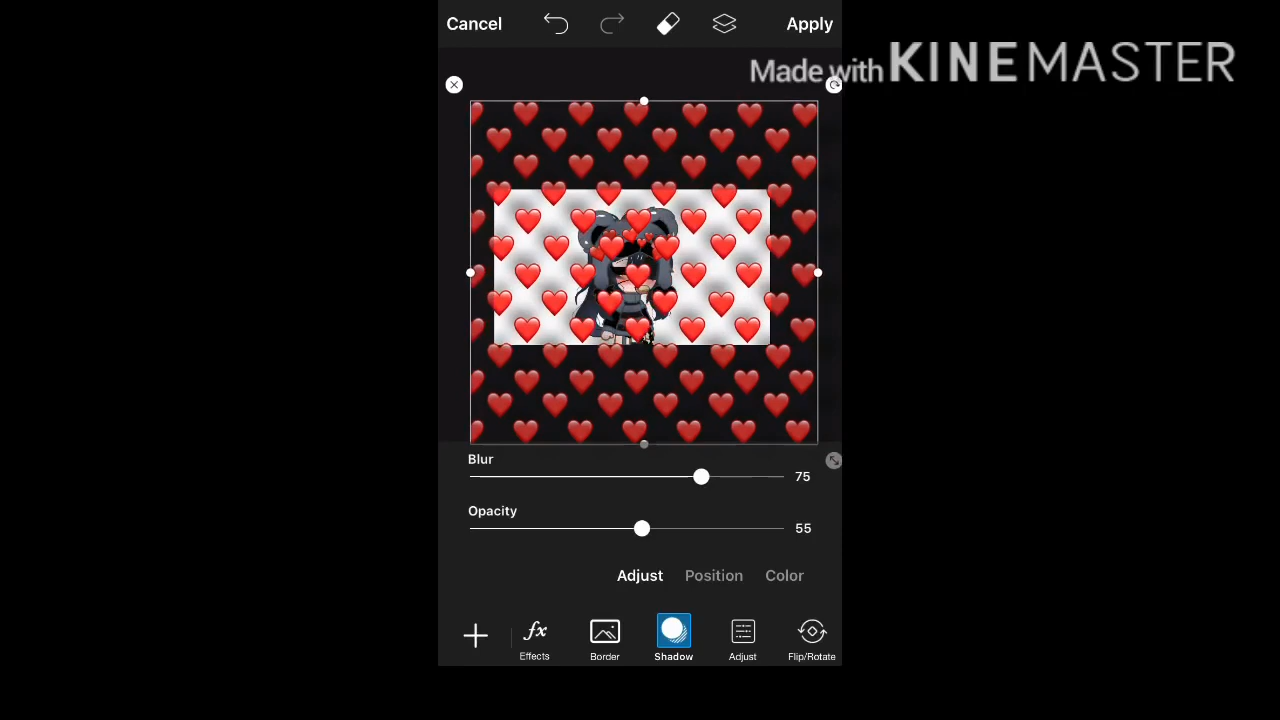 Cancel
Apply
Made with KINEMASTER
Blur
75
Opacity
55
Adjust Position Color
Effects Border Shadow Adjust Flip/Rotate